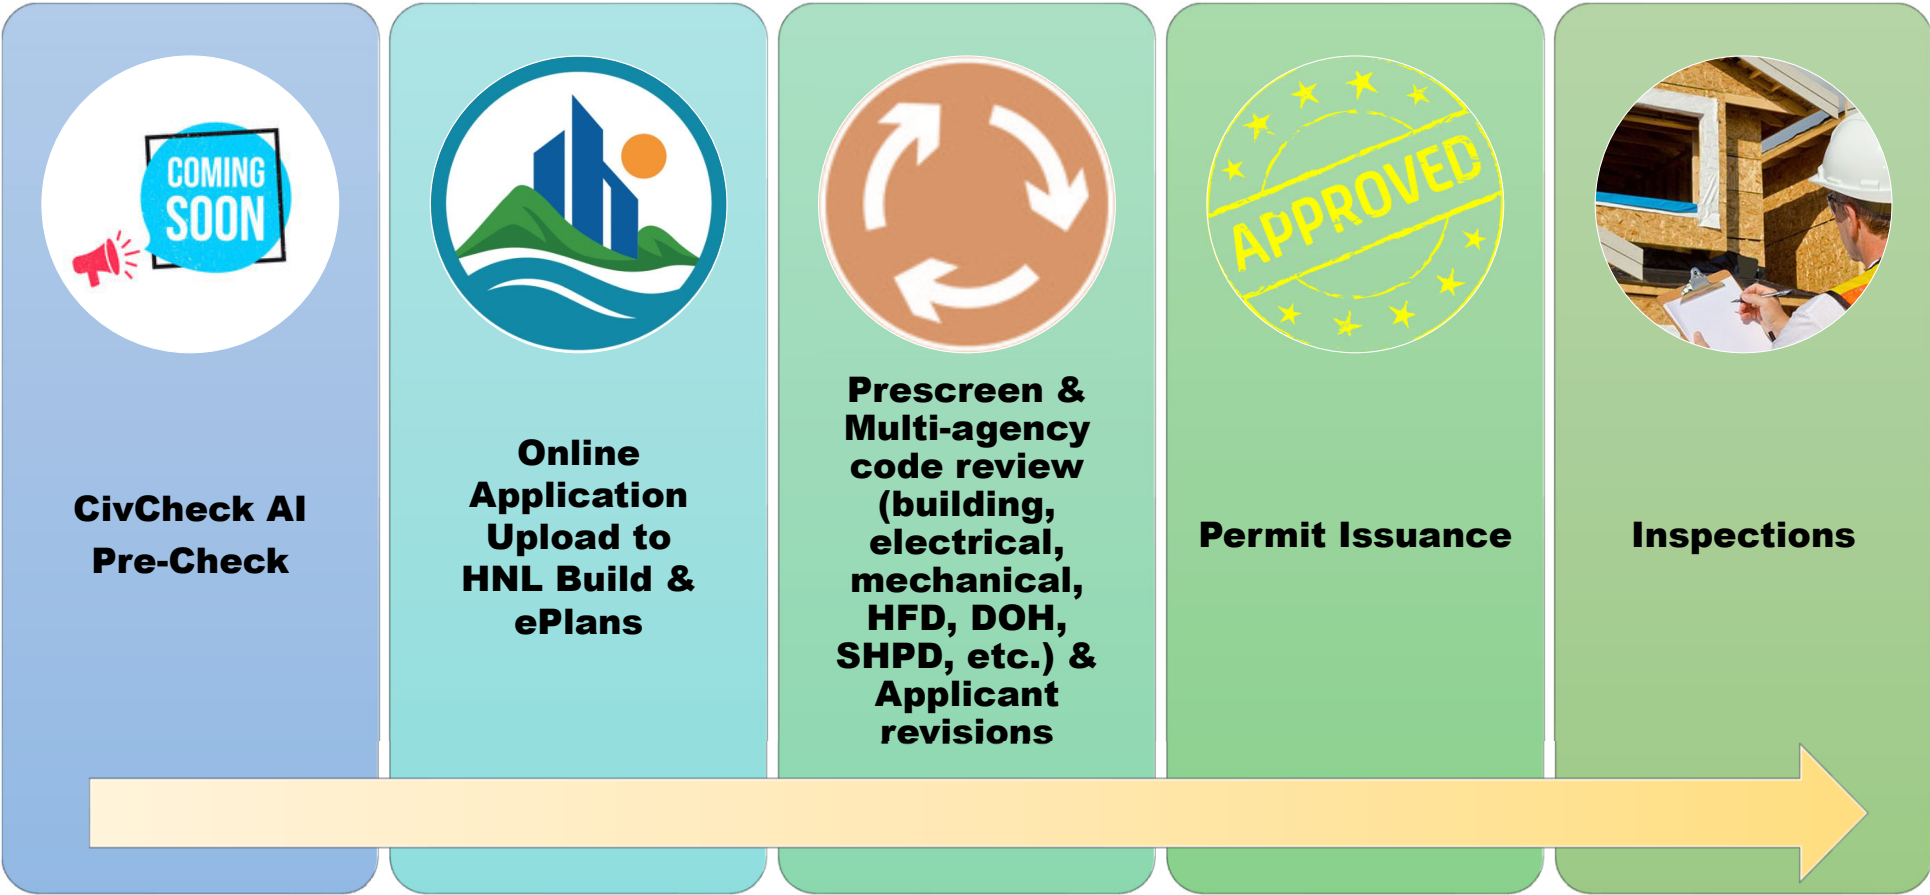 COMING
SOON
CivCheck AI
Pre-Check
Online
Application
Upload to
HNL Build &
ePlans
Prescreen &
Multi-agency
code review
(building,
electrical,
mechanical,
HFD, DOH,
SHPD, etc.) &
Applicant
revisions
APPROVED
Permit Issuance
Inspections